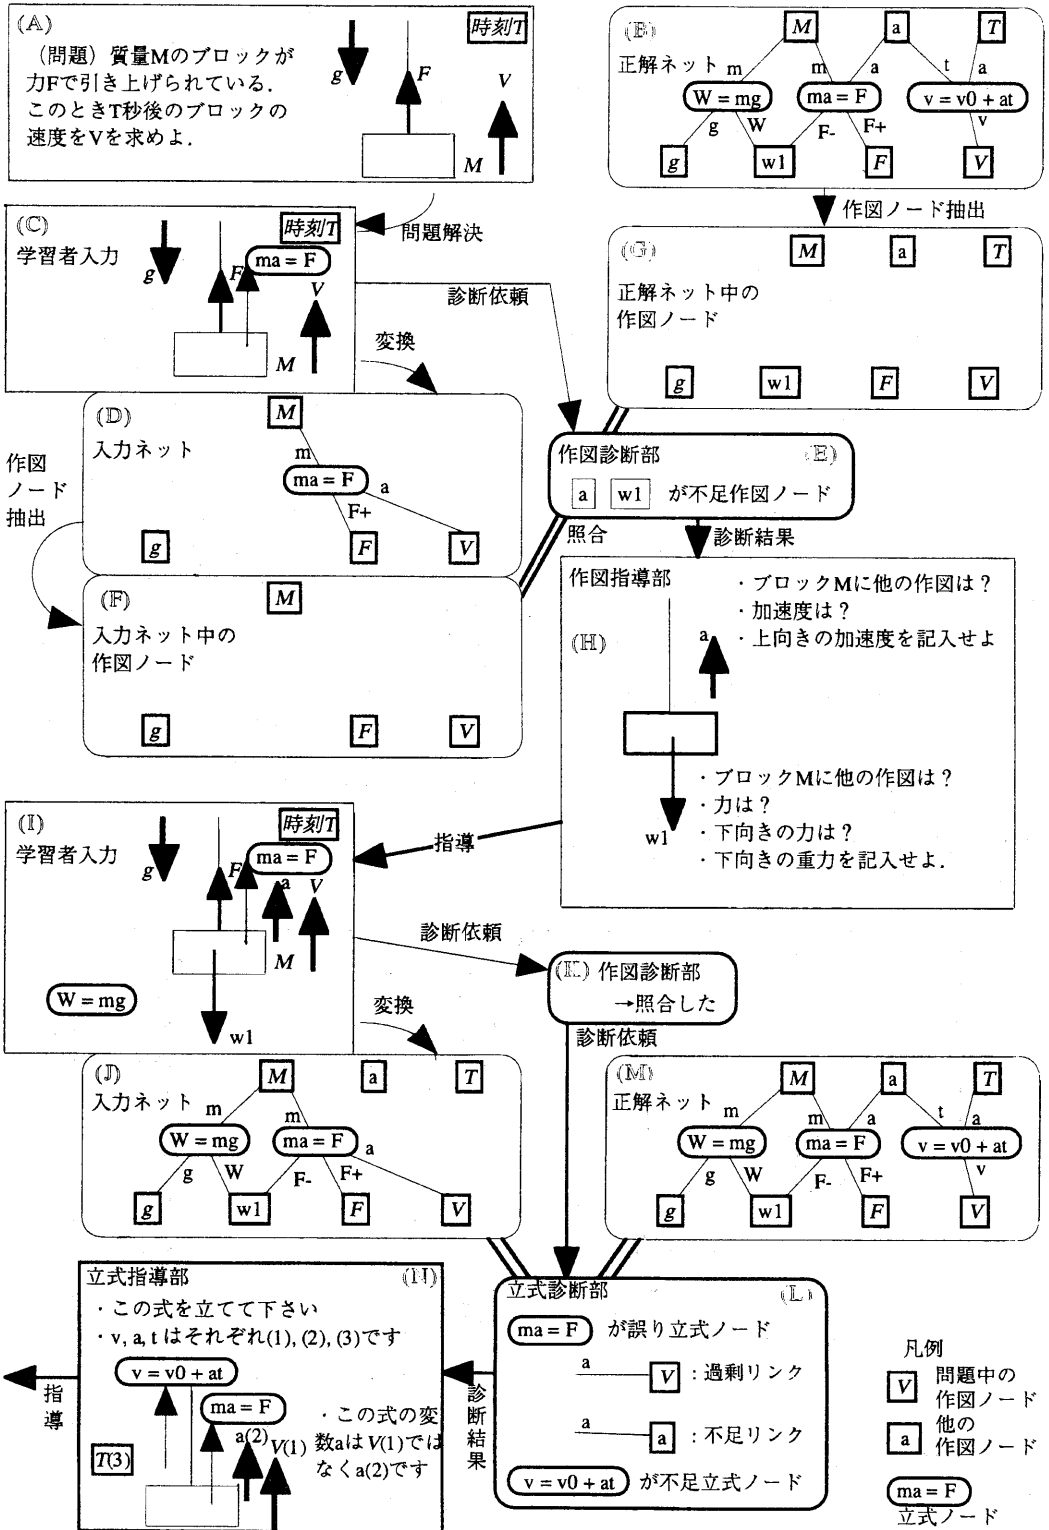 (A)
時刻T
(問題)質量Mのブロックが
力Fで引き上げられている.
このときT秒後のブロックの
速度をVを求めよ.
g
F
V
M
(B)
正解ネット
M
a
T
m
m
a
t
a
W = mg
ma = F
v = v0 + at
g
W
F-
F+
v
g
w1
F
V
作図ノード抽出
(C)
学習者入力
時刻T
g
F
ma = F
V
M
問題解決
診断依頼
変換
(G)
正解ネット中の
作図ノード
M
a
T
g
w1
F
V
(D)
入力ネット
M
m
ma = F
a
F+
g
F
V
作図
ノード
抽出
作図診断部
(E)
a w1 が不足作図ノード
照合
診断結果
(F)
入力ネット中の
作図ノード
M
g
F
V
作図指導部
(H)
・ブロックMに他の作図は?
・加速度は?
・上向きの加速度を記入せよ
a
・ブロックMに他の作図は?
・力は?
・下向きの力は?
・下向きの重力を記入せよ.
w1
指導
(I)
学習者入力
時刻T
g
F
ma = F
a
V
M
W = mg
w1
診断依頼
変換
(K) 作図診断部
→照合した
診断依頼
(J)
入力ネット
M
a
T
m
m
W = mg
ma = F
a
g
W
F-
F+
g
w1
F
V
(M)
正解ネット
M
a
T
m
m
a
t
a
W = mg
ma = F
v = v0 + at
g
W
F-
F+
v
g
w1
F
V
立式指導部
(N)
・この式を立てて下さい
・v, a, t はそれぞれ(1), (2), (3)です
v = v0 + at
ma = F
・この式の変
数aは V(1)では
なくa(2)です
T(3)
a(2)
V(1)
指導
診断結果
立式診断部
(L)
ma = F が誤り立式ノード
a
V :過剰リンク
a
a :不足リンク
v = v0 + at が不足立式ノード
凡例
V 問題中の
作図ノード
a 他の
作図ノード
ma = F
立式ノード